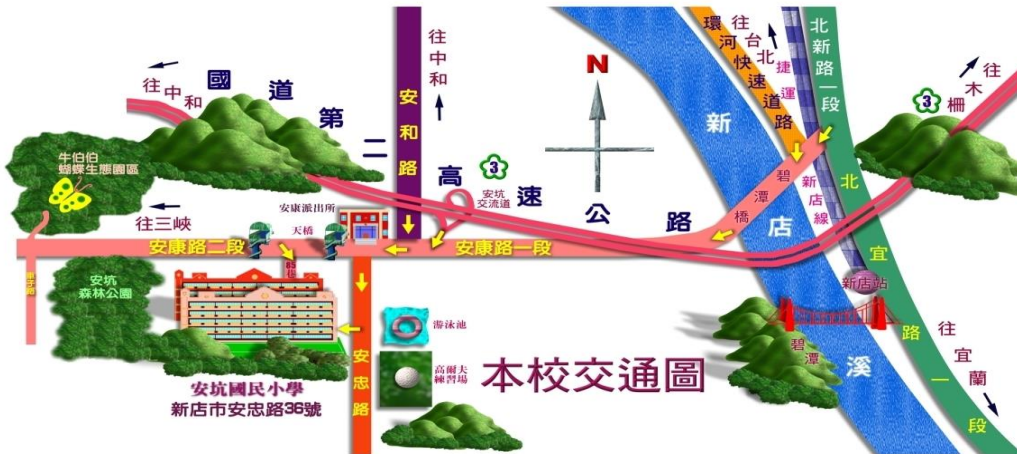 往中和
國道第二高速公路
安和路
往中和
N
環河快速道路
往台北
捷運
新店線
北新路一段
3
往木柵
牛伯伯
蝴蝶生態園區
往三峽
安康派出所
天橋
3
安坑
交流道
碧潭橋
新店溪
安康路二段
安康路一段
安坑
森林公園
游泳池
高爾夫
練習場
安忠路
新店站
碧潭
北宜路一段
往宜蘭
本校交通圖
安坑國民小學
新店市安忠路36號